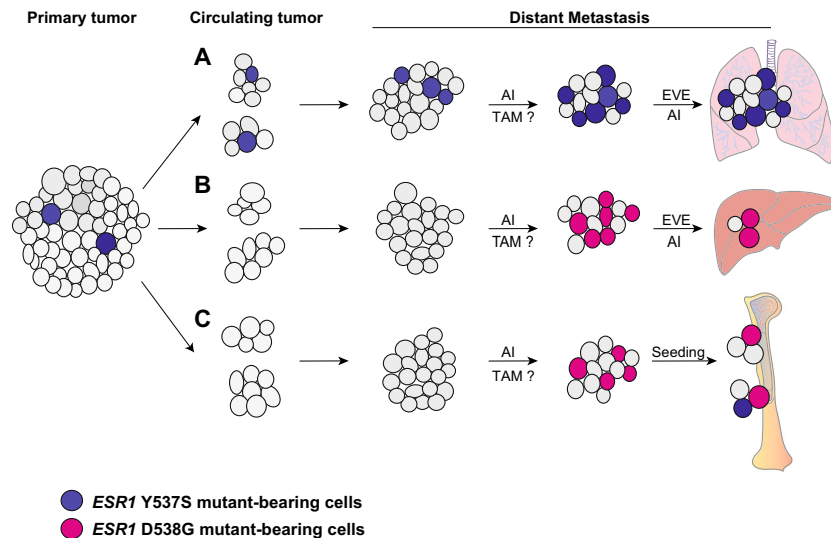 Primary tumor Circulating tumor Distant Metastasis
A
AI
TAM ?
EVE
AI
B
AI
TAM ?
EVE
AI
C
AI
TAM ?
Seeding
ESR1 Y537S mutant-bearing cells
ESR1 D538G mutant-bearing cells